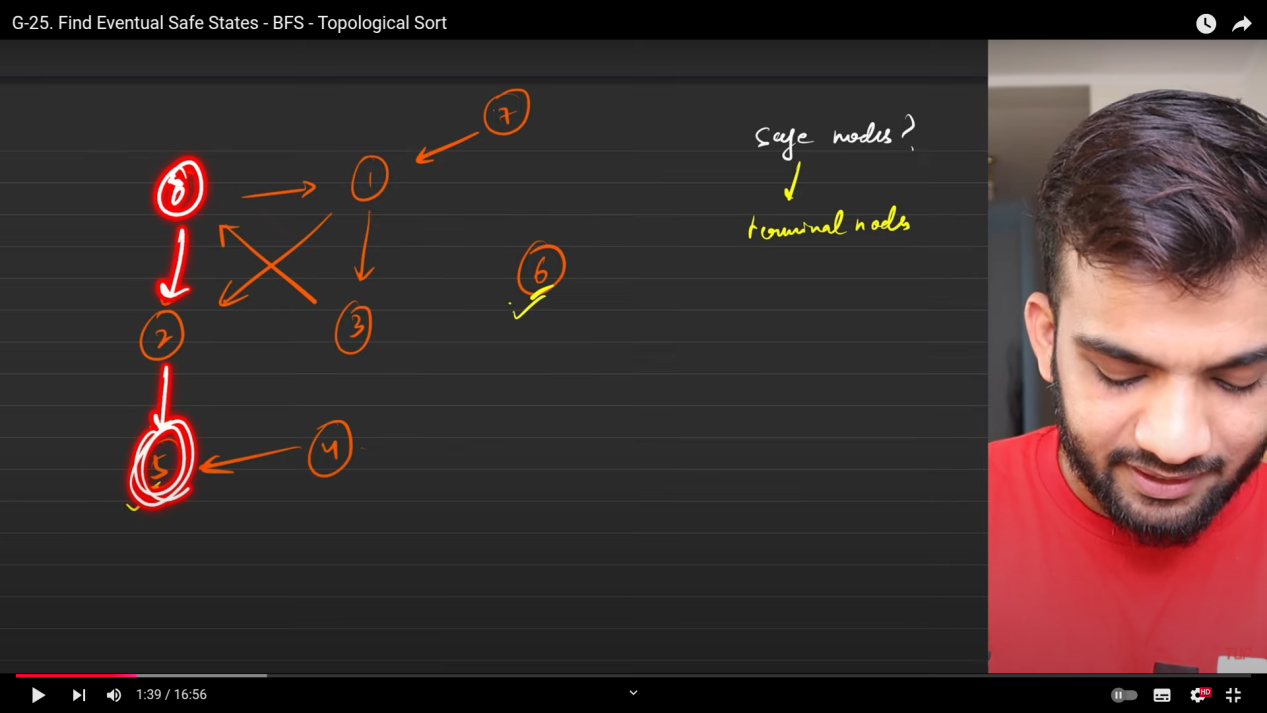 G-25. Find Eventual Safe States - BFS - Topological Sort
7
safe nodes?
8
1
terminal nodes
6
2
3
5
4
1:39 / 16:56
HD